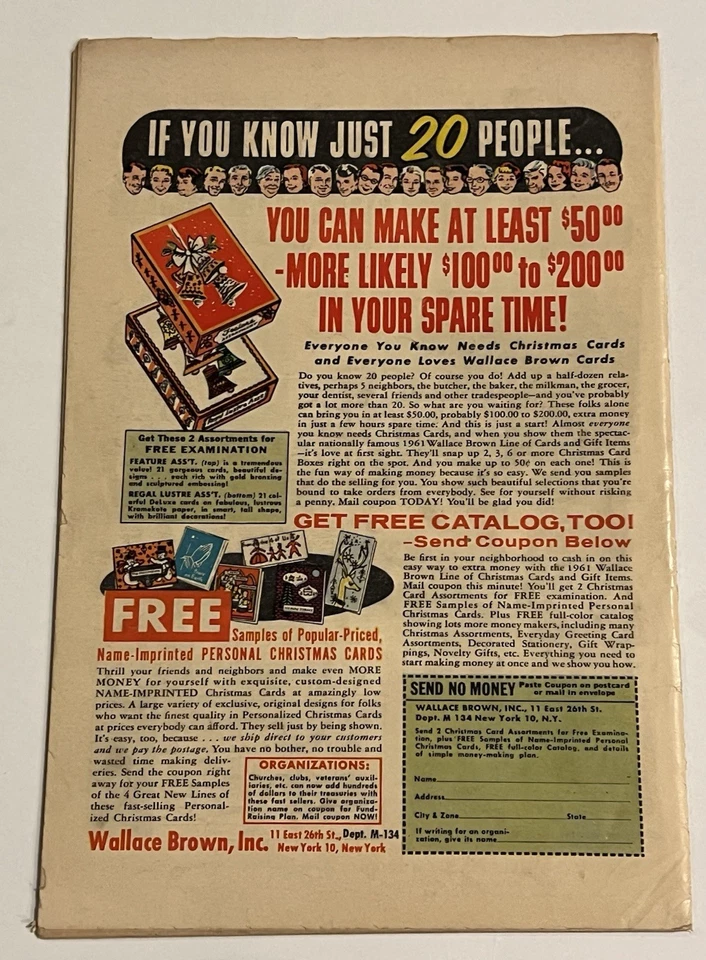 IF YOU KNOW JUST 20 PEOPLE...
YOU CAN MAKE AT LEAST $50.00
-MORE LIKELY $100.00 to $200.00
IN YOUR SPARE TIME!
Everyone You Know Needs Christmas Cards
and Everyone Loves Wallace Brown Cards
Do you know 20 people? Of course you do! Add up a half-dozen rela-
tives, perhaps 5 neighbors, the butcher, the baker, the milkman, the grocer,
your dentist, several friends and other tradespeople—and you've probably
got a lot more than 20. So what are you waiting for? These folks alone
can bring you in at least $50.00, probably $100.00 to $200.00, extra money
in just a few hours spare time. And this is just a start! Almost everyone
you know needs Christmas Cards, and when you show them the spectac-
ular nationally famous 1961 Wallace Brown Line of Cards and Gift Items
—it's love at first sight. They'll snap up 2, 3, 6 or more Christmas Card
Boxes right on the spot. And you make up to 50¢ on each one! This is
the fun way of making money because it's so easy. We send you samples
that do the selling for you. You show such beautiful selections that you're
bound to take orders from everybody. See for yourself without risking
a penny. Mail coupon TODAY! You'll be glad you did!
Get These 2 Assortments for
FREE EXAMINATION
FEATURE ASS'T. (top) is a tremendous
value! 21 gorgeous cards, beautiful de-
signs . . . each rich with gold bronzing
and sculptured embossing!
REGAL LUSTRE ASS'T. (bottom) 21 col-
orful DeLuxe cards on fabulous, lustrous
Kromekote paper, in smart, tall shape,
with brilliant decorations!
GET FREE CATALOG, TOO!
-Send Coupon Below
Be first in your neighborhood to cash in on this
easy way to extra money with the 1961 Wallace
Brown Line of Christmas Cards and Gift Items.
Mail coupon this minute! You'll get 2 Christmas
Card Assortments for FREE examination. And
FREE Samples of Name-Imprinted Personal
Christmas Cards. Plus FREE full-color catalog
showing lots more money makers, including many
Christmas Assortments, Everyday Greeting Card
Assortments, Decorated Stationery, Gift Wrap-
pings, Novelty Gifts, etc. Everything you need to
start making money at once and we show you how.
FREE
Samples of Popular-Priced,
Name-Imprinted PERSONAL CHRISTMAS CARDS
Thrill your friends and neighbors and make even MORE
MONEY for yourself with exquisite, custom-designed
NAME-IMPRINTED Christmas Cards at amazingly low
prices. A large variety of exclusive, original designs for folks
who want the finest quality in Personalized Christmas Cards
at prices everybody can afford. They sell just by being shown.
It's easy, too, because . . . we ship direct to your customers
and we pay the postage. You have no bother, no trouble and
wasted time making deliv-
eries. Send the coupon right
away for your FREE Samples
of the 4 Great New Lines of
these fast-selling Personal-
ized Christmas Cards!
ORGANIZATIONS:
Churches, clubs, veterans' auxil-
iaries, etc. can now add hundreds
of dollars to their treasuries with
these fast sellers. Give organiza-
tion name on coupon for Fund-
Raising Plan. Mail coupon NOW!
Wallace Brown, Inc.
11 East 26th St., Dept. M-134
New York 10, New York
SEND NO MONEY Paste Coupon on postcard
or mail in envelope
WALLACE BROWN, INC., 11 East 26th St.
Dept. M 134 New York 10, N.Y.
Send 2 Christmas Card Assortments for Free Examina-
tion, plus FREE Samples of Name-Imprinted Personal
Christmas Cards, FREE full-color Catalog, and details
of simple money-making plan.
Name
Address
City & Zone State
If writing for an organi-
zation, give its name